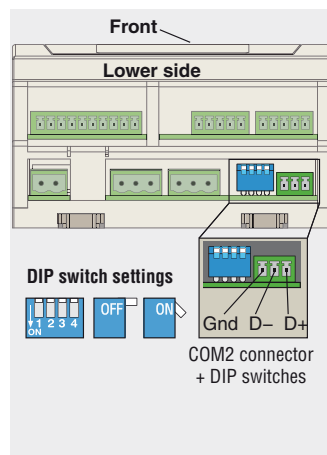 Front
Lower side
DIP switch settings
1 2 3 4
ON
OFF
ON
Gnd D– D+
COM2 connector
+ DIP switches